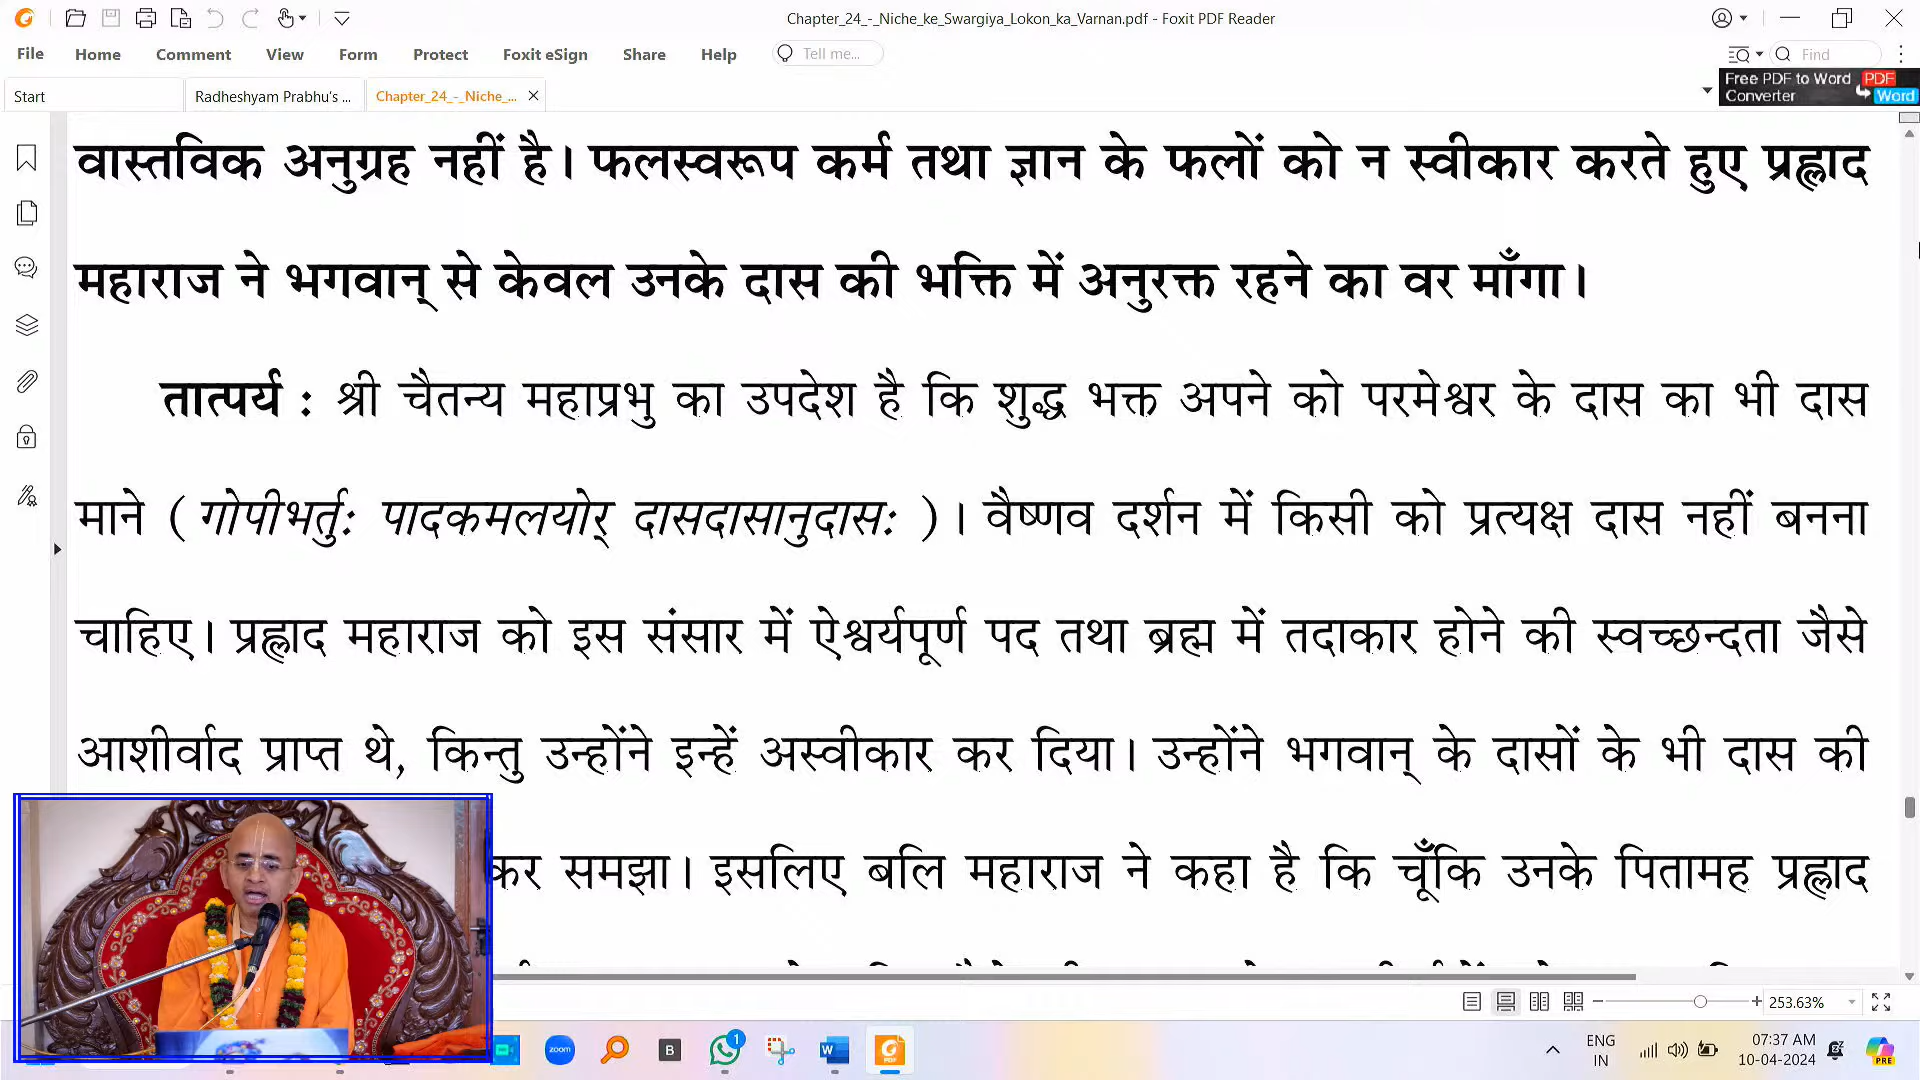 Chapter_24_-_Niche_ke_Swargiya_Lokon_ka_Varnan.pdf - Foxit PDF Reader
File Home Comment View Form Protect Foxit eSign Share Help Tell me... Find
Free PDF to Word Converter PDF Word
Start Radheshyam Prabhu's ... Chapter_24_-_Niche_...
वास्तविक अनुग्रह नहीं है। फलस्वरूप कर्म तथा ज्ञान के फलों को न स्वीकार करते हुए प्रह्लाद
महाराज ने भगवान् से केवल उनके दास की भक्ति में अनुरक्त रहने का वर माँगा।
तात्पर्य : श्री चैतन्य महाप्रभु का उपदेश है कि शुद्ध भक्त अपने को परमेश्वर के दास का भी दास
माने ( गोपीभर्तुः पादकमलयोर् दासदासानुदासः )। वैष्णव दर्शन में किसी को प्रत्यक्ष दास नहीं बनना
चाहिए। प्रह्लाद महाराज को इस संसार में ऐश्वर्यपूर्ण पद तथा ब्रह्म में तदाकार होने की स्वच्छन्दता जैसे
आशीर्वाद प्राप्त थे, किन्तु उन्होंने इन्हें अस्वीकार कर दिया। उन्होंने भगवान् के दासों के भी दास की
कर समझा। इसलिए बलि महाराज ने कहा है कि चूँकि उनके पितामह प्रह्लाद
253.63%
zoom B 1 W PDF ENG 07:37 AM
IN 10-04-2024 PRE